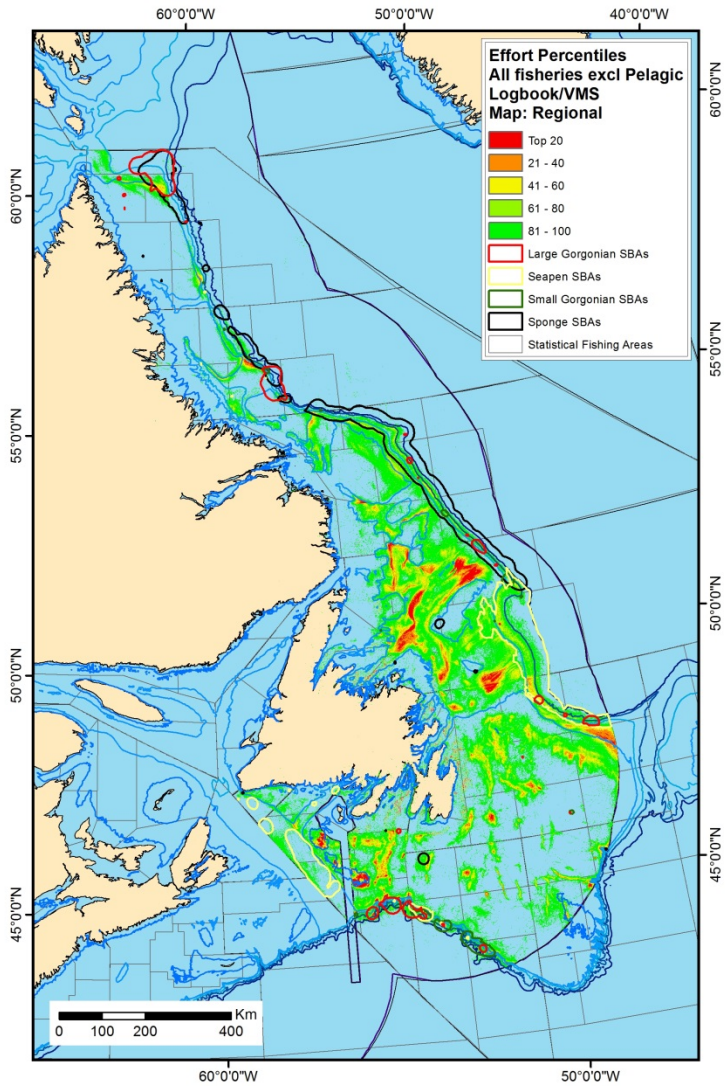 60°0'0"W
50°0'0"W
40°0'0"W
Effort Percentiles
All fisheries excl Pelagic
Logbook/VMS
Map: Regional
Top 20
21 - 40
41 - 60
61 - 80
81 - 100
Large Gorgonian SBAs
Seapen SBAs
Small Gorgonian SBAs
Sponge SBAs
Statistical Fishing Areas
60°0'0"N
60°0'0"N
55°0'0"N
55°0'0"N
50°0'0"N
50°0'0"N
45°0'0"N
45°0'0"N
Km
0 100 200 400
60°0'0"W
50°0'0"W